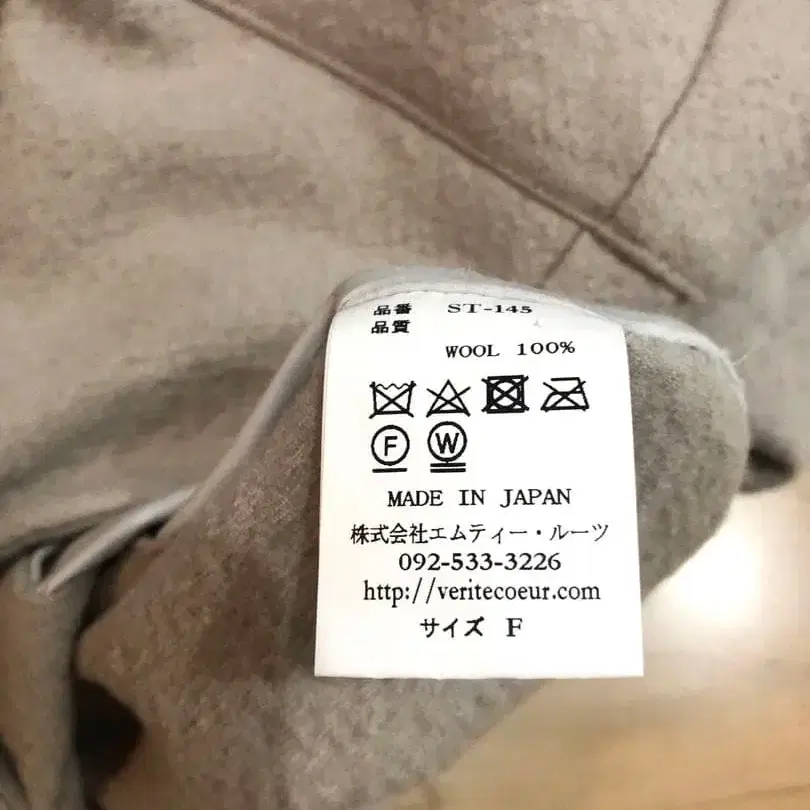 品番 ST-145
品質
WOOL 100%
F W
MADE IN JAPAN
株式会社エムティー・ルーツ
092-533-3226
http://veritecoeur.com
サイズ F